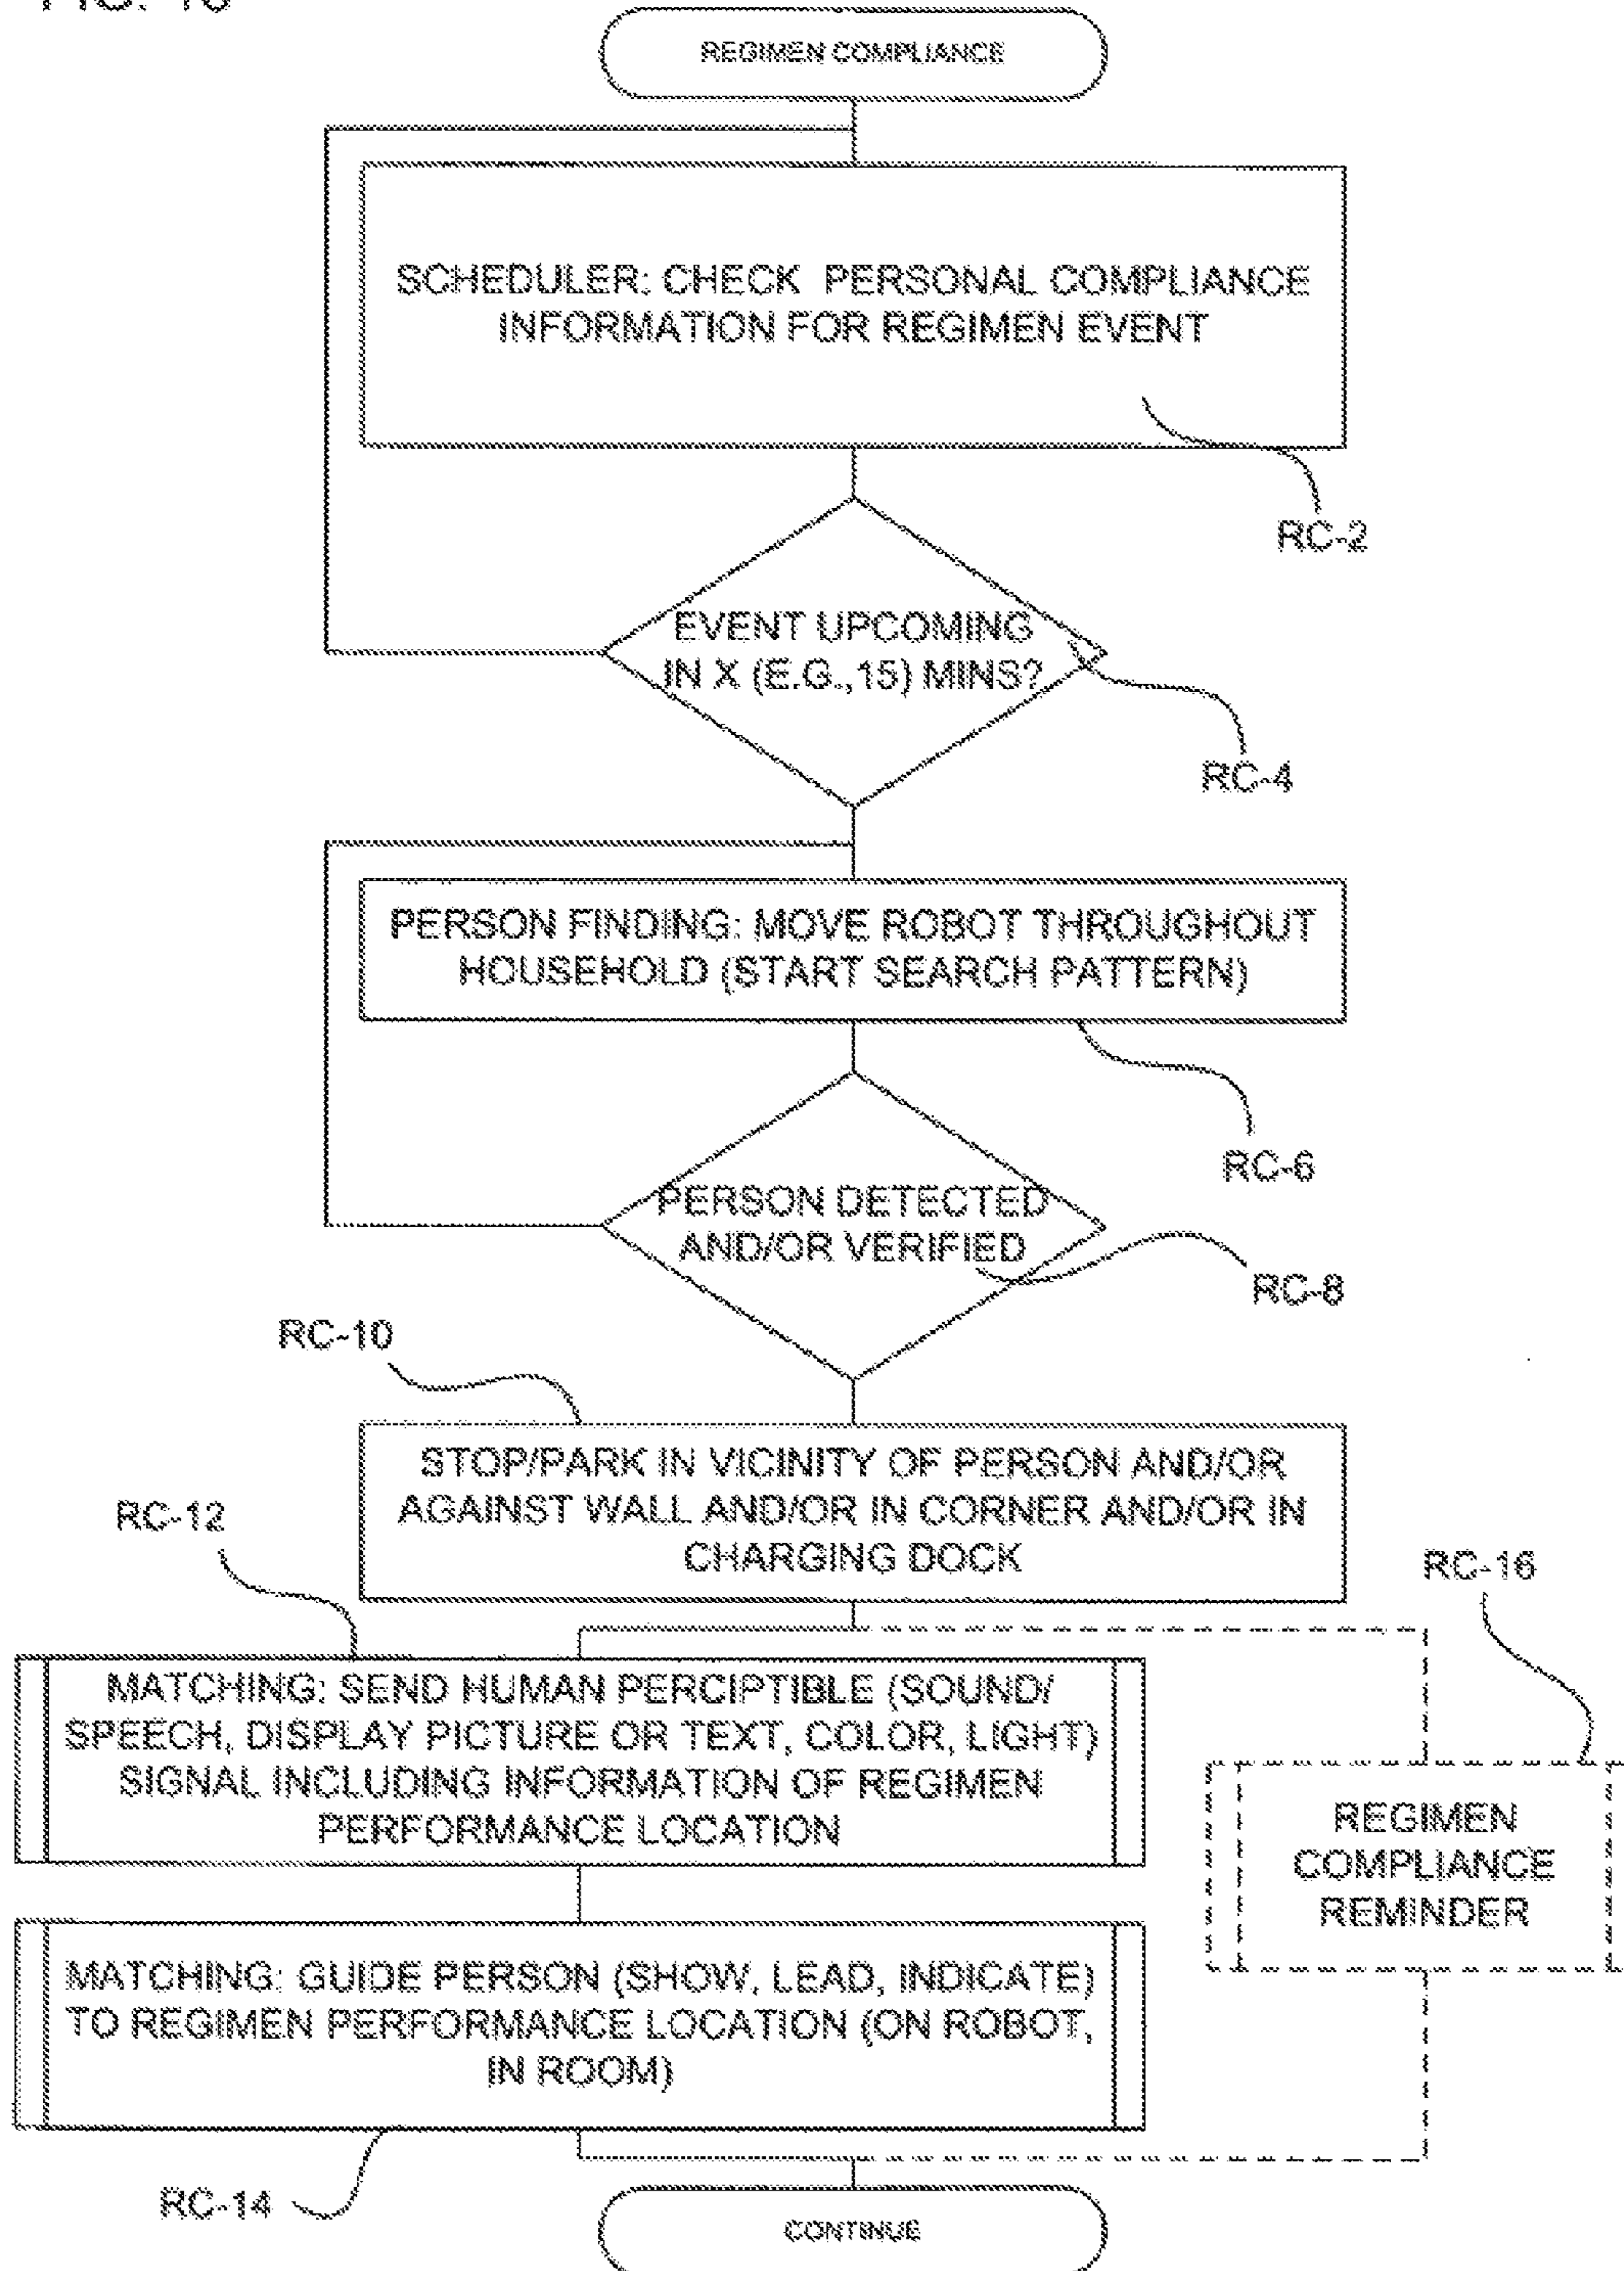 REGIMEN COMPLIANCE
SCHEDULER: CHECK PERSONAL COMPLIANCE
INFORMATION FOR REGIMEN EVENT
RC-2
EVENT UPCOMING
IN X (E.G.,15) MINS?
RC-4
PERSON FINDING: MOVE ROBOT THROUGHOUT
HOUSEHOLD (START SEARCH PATTERN)
RC-6
PERSON DETECTED
AND/OR VERIFIED
RC-8
RC-10
STOP/PARK IN VICINITY OF PERSON AND/OR
AGAINST WALL AND/OR IN CORNER AND/OR IN
CHARGING DOCK
RC-12
RC-16
MATCHING: SEND HUMAN PERCIPTIBLE (SOUND/
SPEECH, DISPLAY PICTURE OR TEXT, COLOR, LIGHT)
SIGNAL INCLUDING INFORMATION OF REGIMEN
PERFORMANCE LOCATION
REGIMEN
COMPLIANCE
REMINDER
MATCHING: GUIDE PERSON (SHOW, LEAD, INDICATE)
TO REGIMEN PERFORMANCE LOCATION (ON ROBOT,
IN ROOM)
RC-14
CONTINUE